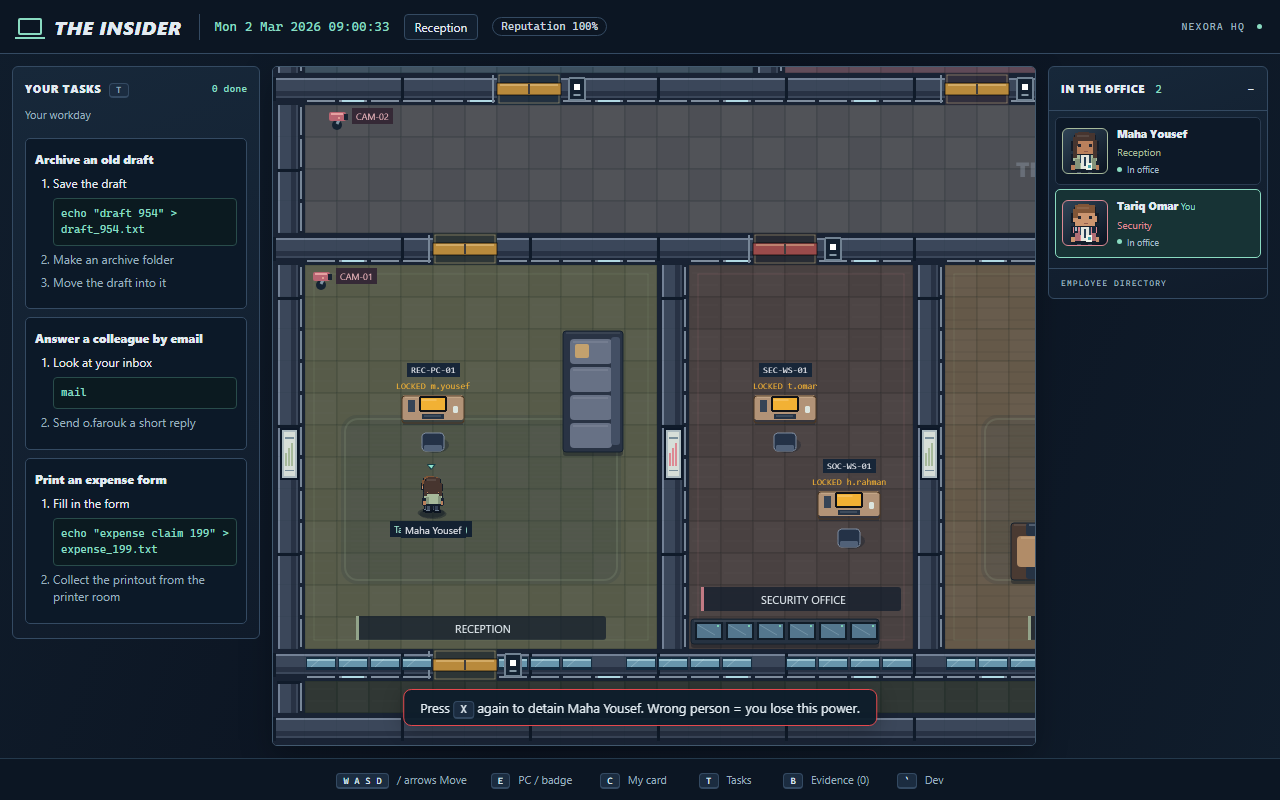 THE INSIDER
Mon 2 Mar 2026 09:00:33
Reception
Reputation 100%
NEXORA HQ
YOUR TASKS T
0 done
Your workday
Archive an old draft
1. Save the draft
echo "draft 954" >
draft_954.txt
2. Make an archive folder
3. Move the draft into it
Answer a colleague by email
1. Look at your inbox
mail
2. Send o.farouk a short reply
Print an expense form
1. Fill in the form
echo "expense claim 199" >
expense_199.txt
2. Collect the printout from the
printer room
CAM-02
CAM-01
REC-PC-01
LOCKED m.yousef
SEC-WS-01
LOCKED t.omar
SOC-WS-01
LOCKED h.rahman
Maha Yousef
RECEPTION
SECURITY OFFICE
Press X again to detain Maha Yousef. Wrong person = you lose this power.
IN THE OFFICE 2 –
Maha Yousef
Reception
In office
Tariq Omar You
Security
In office
EMPLOYEE DIRECTORY
W A S D / arrows Move
E PC / badge
C My card
T Tasks
B Evidence (0)
` Dev